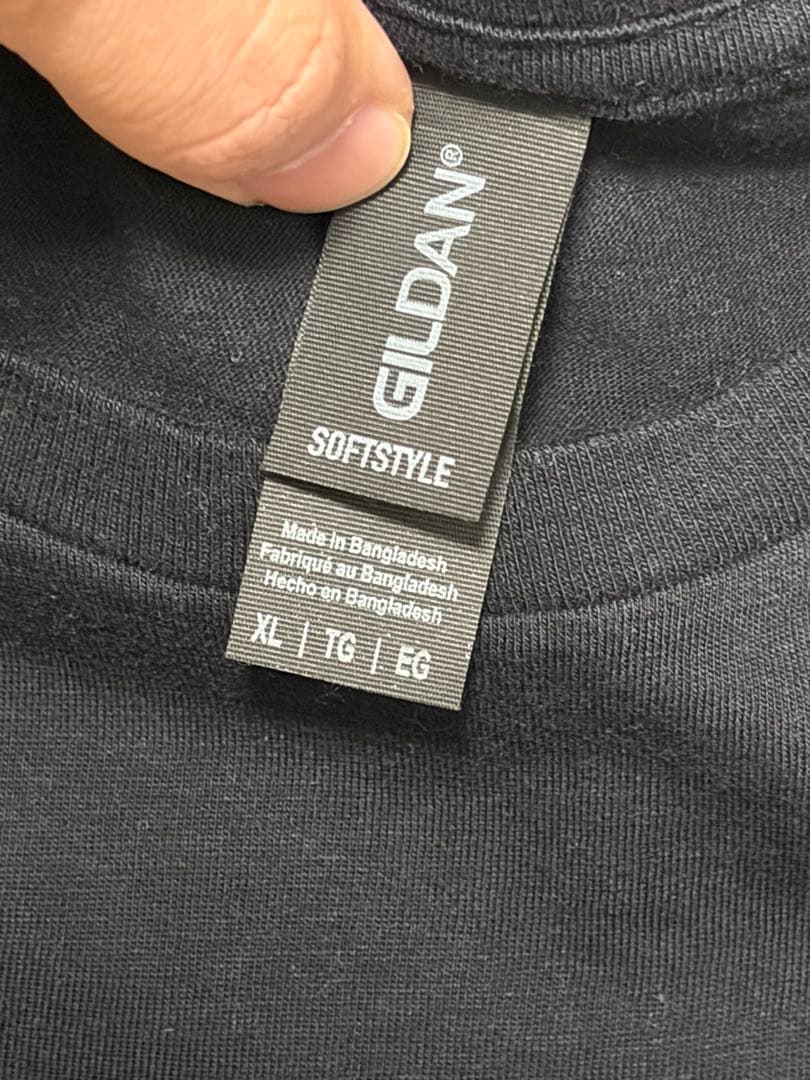 GILDAN®
SOFTSTYLE
Made in Bangladesh
Fabriqué au Bangladesh
Hecho en Bangladesh
XL | TG | EG